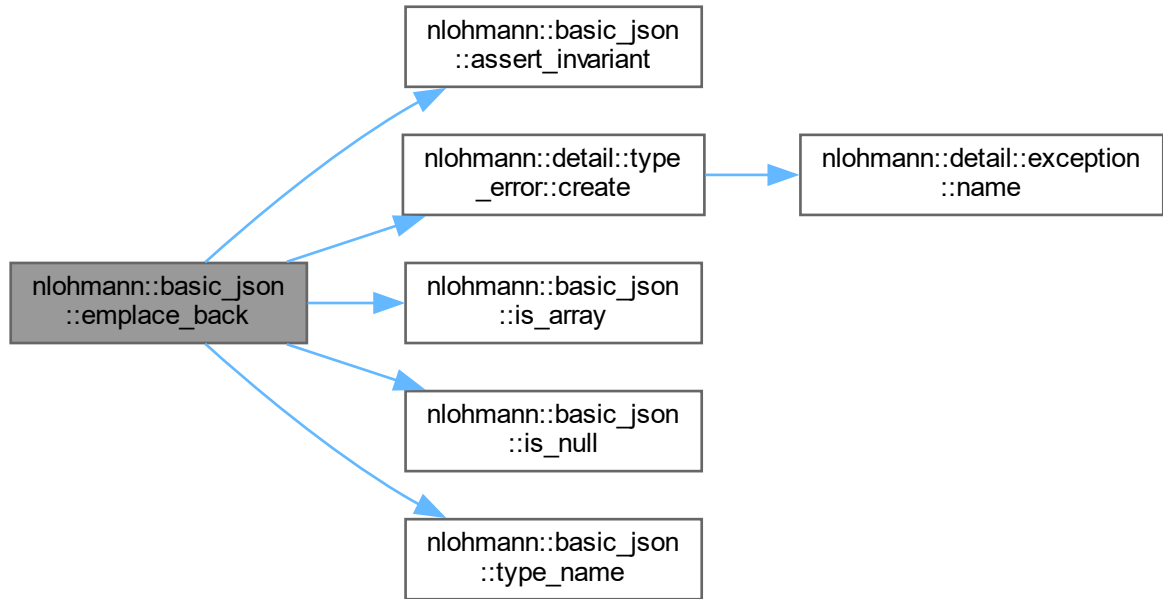 nlohmann::basic_json
::assert_invariant
nlohmann::detail::type
_error::create
nlohmann::detail::exception
::name
nlohmann::basic_json
::emplace_back
nlohmann::basic_json
::is_array
nlohmann::basic_json
::is_null
nlohmann::basic_json
::type_name